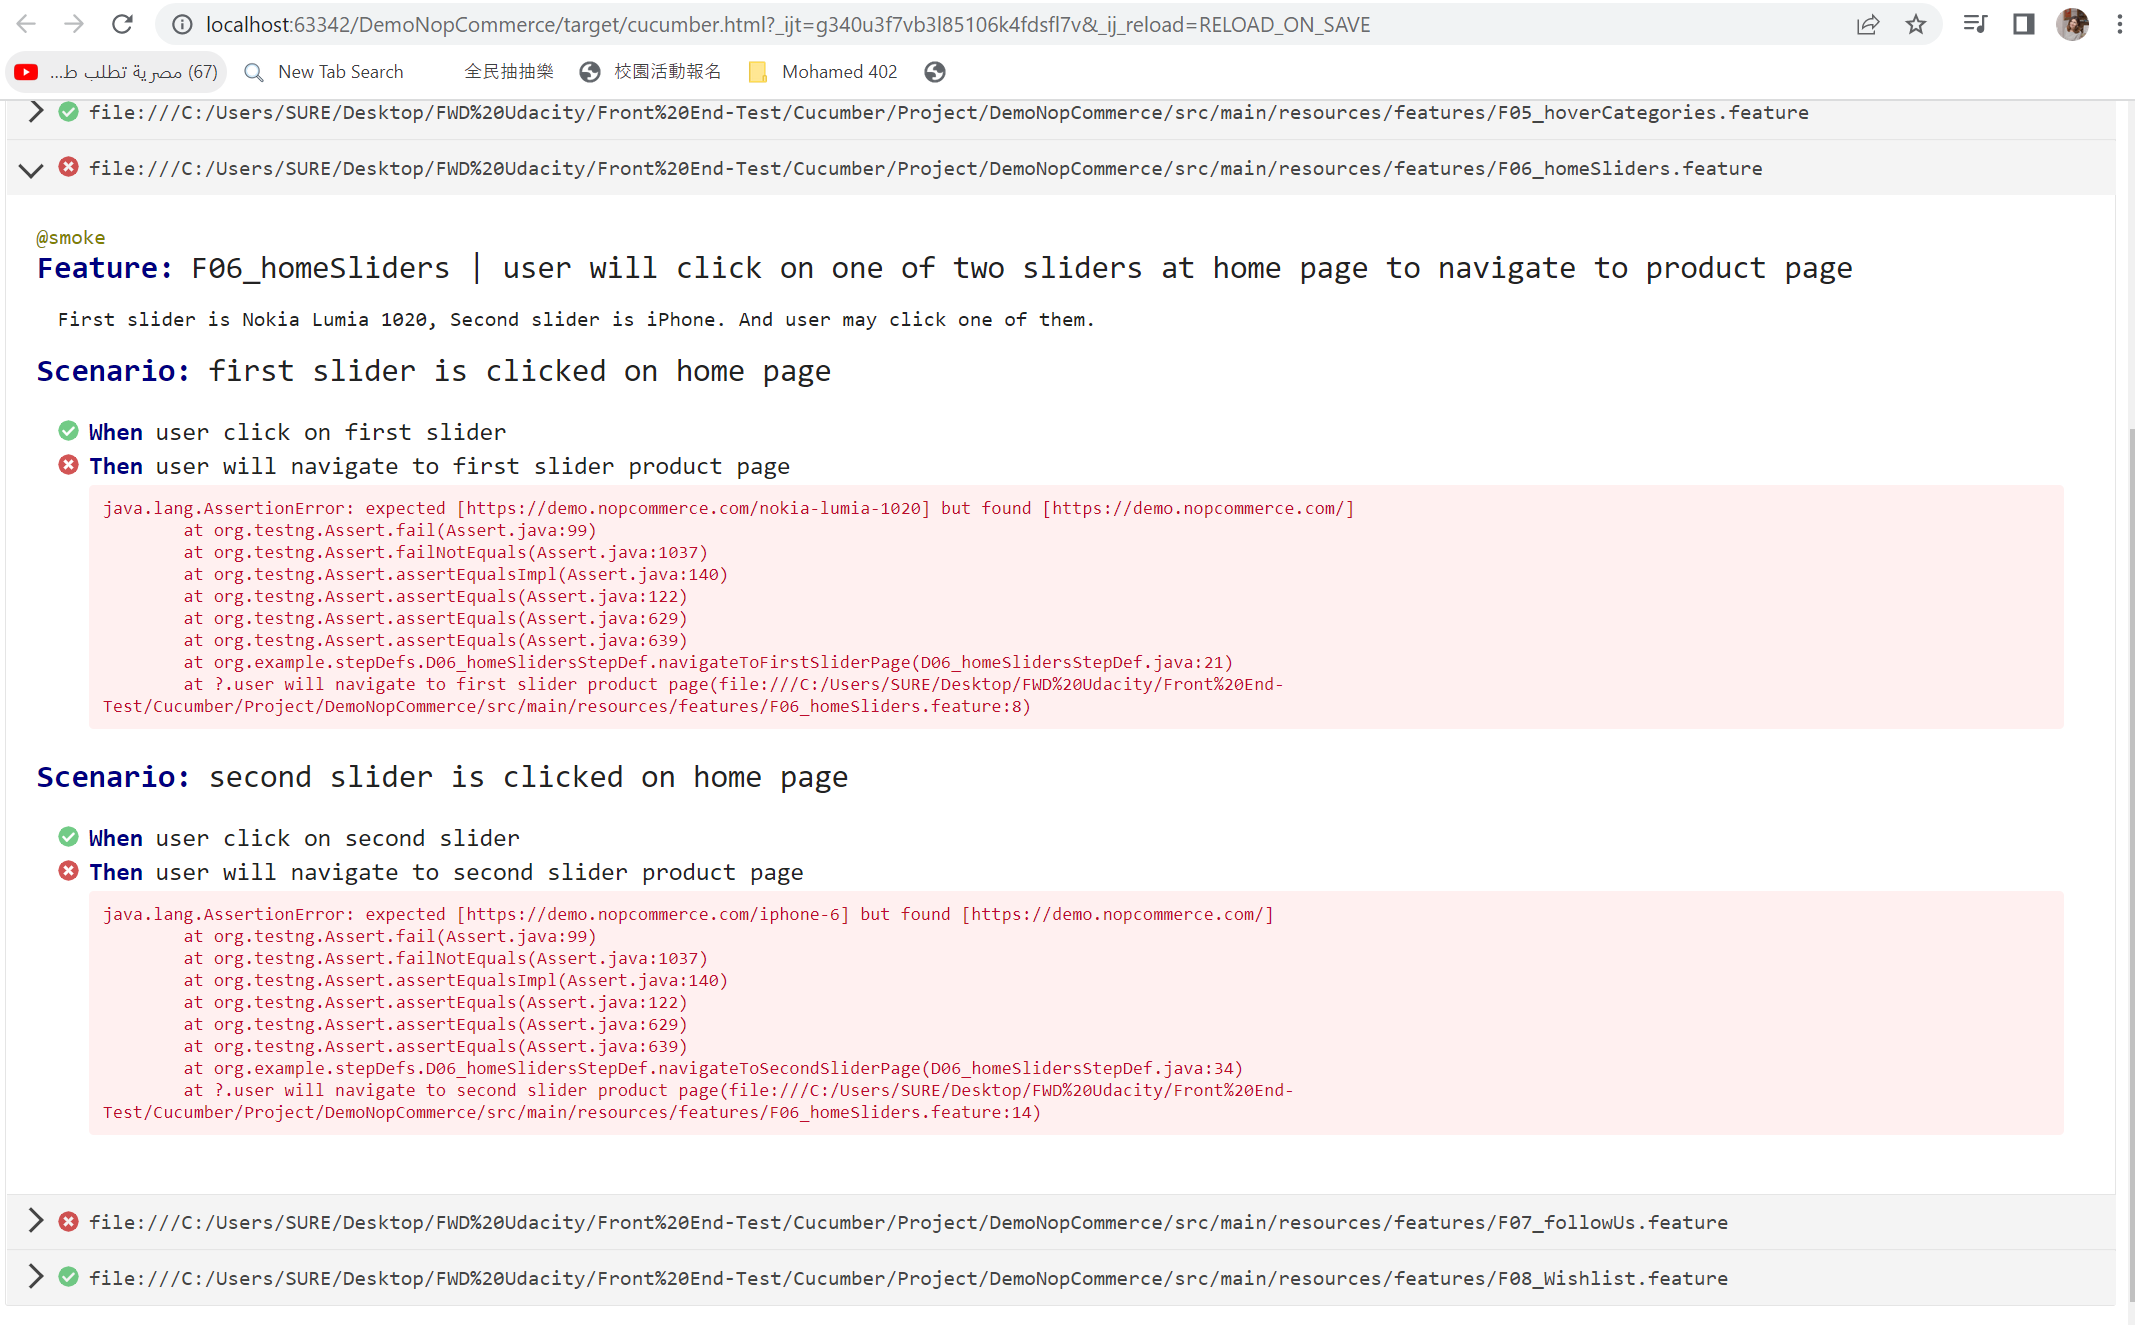 localhost:63342/DemoNopCommerce/target/cucumber.html?_ijt=g340u3f7vb3l85106k4fdsfl7v&_ij_reload=RELOAD_ON_SAVE
(67) مصرية تطلب ط... New Tab Search 全民抽抽樂 校園活動報名 Mohamed 402
file:///C:/Users/SURE/Desktop/FWD%20Udacity/Front%20End-Test/Cucumber/Project/DemoNopCommerce/src/main/resources/features/F05_hoverCategories.feature
file:///C:/Users/SURE/Desktop/FWD%20Udacity/Front%20End-Test/Cucumber/Project/DemoNopCommerce/src/main/resources/features/F06_homeSliders.feature
@smoke
Feature: F06_homeSliders | user will click on one of two sliders at home page to navigate to product page
First slider is Nokia Lumia 1020, Second slider is iPhone. And user may click one of them.
Scenario: first slider is clicked on home page
When user click on first slider
Then user will navigate to first slider product page
java.lang.AssertionError: expected [https://demo.nopcommerce.com/nokia-lumia-1020] but found [https://demo.nopcommerce.com/]
at org.testng.Assert.fail(Assert.java:99)
at org.testng.Assert.failNotEquals(Assert.java:1037)
at org.testng.Assert.assertEqualsImpl(Assert.java:140)
at org.testng.Assert.assertEquals(Assert.java:122)
at org.testng.Assert.assertEquals(Assert.java:629)
at org.testng.Assert.assertEquals(Assert.java:639)
at org.example.stepDefs.D06_homeSlidersStepDef.navigateToFirstSliderPage(D06_homeSlidersStepDef.java:21)
at ?.user will navigate to first slider product page(file:///C:/Users/SURE/Desktop/FWD%20Udacity/Front%20End-
Test/Cucumber/Project/DemoNopCommerce/src/main/resources/features/F06_homeSliders.feature:8)
Scenario: second slider is clicked on home page
When user click on second slider
Then user will navigate to second slider product page
java.lang.AssertionError: expected [https://demo.nopcommerce.com/iphone-6] but found [https://demo.nopcommerce.com/]
at org.testng.Assert.fail(Assert.java:99)
at org.testng.Assert.failNotEquals(Assert.java:1037)
at org.testng.Assert.assertEqualsImpl(Assert.java:140)
at org.testng.Assert.assertEquals(Assert.java:122)
at org.testng.Assert.assertEquals(Assert.java:629)
at org.testng.Assert.assertEquals(Assert.java:639)
at org.example.stepDefs.D06_homeSlidersStepDef.navigateToSecondSliderPage(D06_homeSlidersStepDef.java:34)
at ?.user will navigate to second slider product page(file:///C:/Users/SURE/Desktop/FWD%20Udacity/Front%20End-
Test/Cucumber/Project/DemoNopCommerce/src/main/resources/features/F06_homeSliders.feature:14)
file:///C:/Users/SURE/Desktop/FWD%20Udacity/Front%20End-Test/Cucumber/Project/DemoNopCommerce/src/main/resources/features/F07_followUs.feature
file:///C:/Users/SURE/Desktop/FWD%20Udacity/Front%20End-Test/Cucumber/Project/DemoNopCommerce/src/main/resources/features/F08_Wishlist.feature